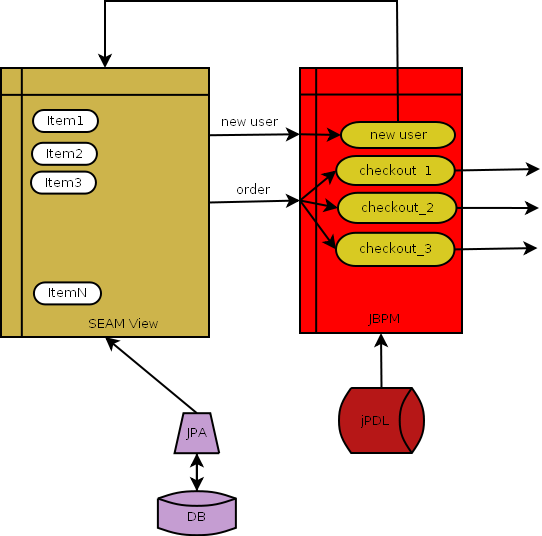 Item1
Item2
Item3
ItemN
SEAM View
new user
order
new user
checkout_1
checkout_2
checkout_3
JBPM
JPA
jPDL
DB